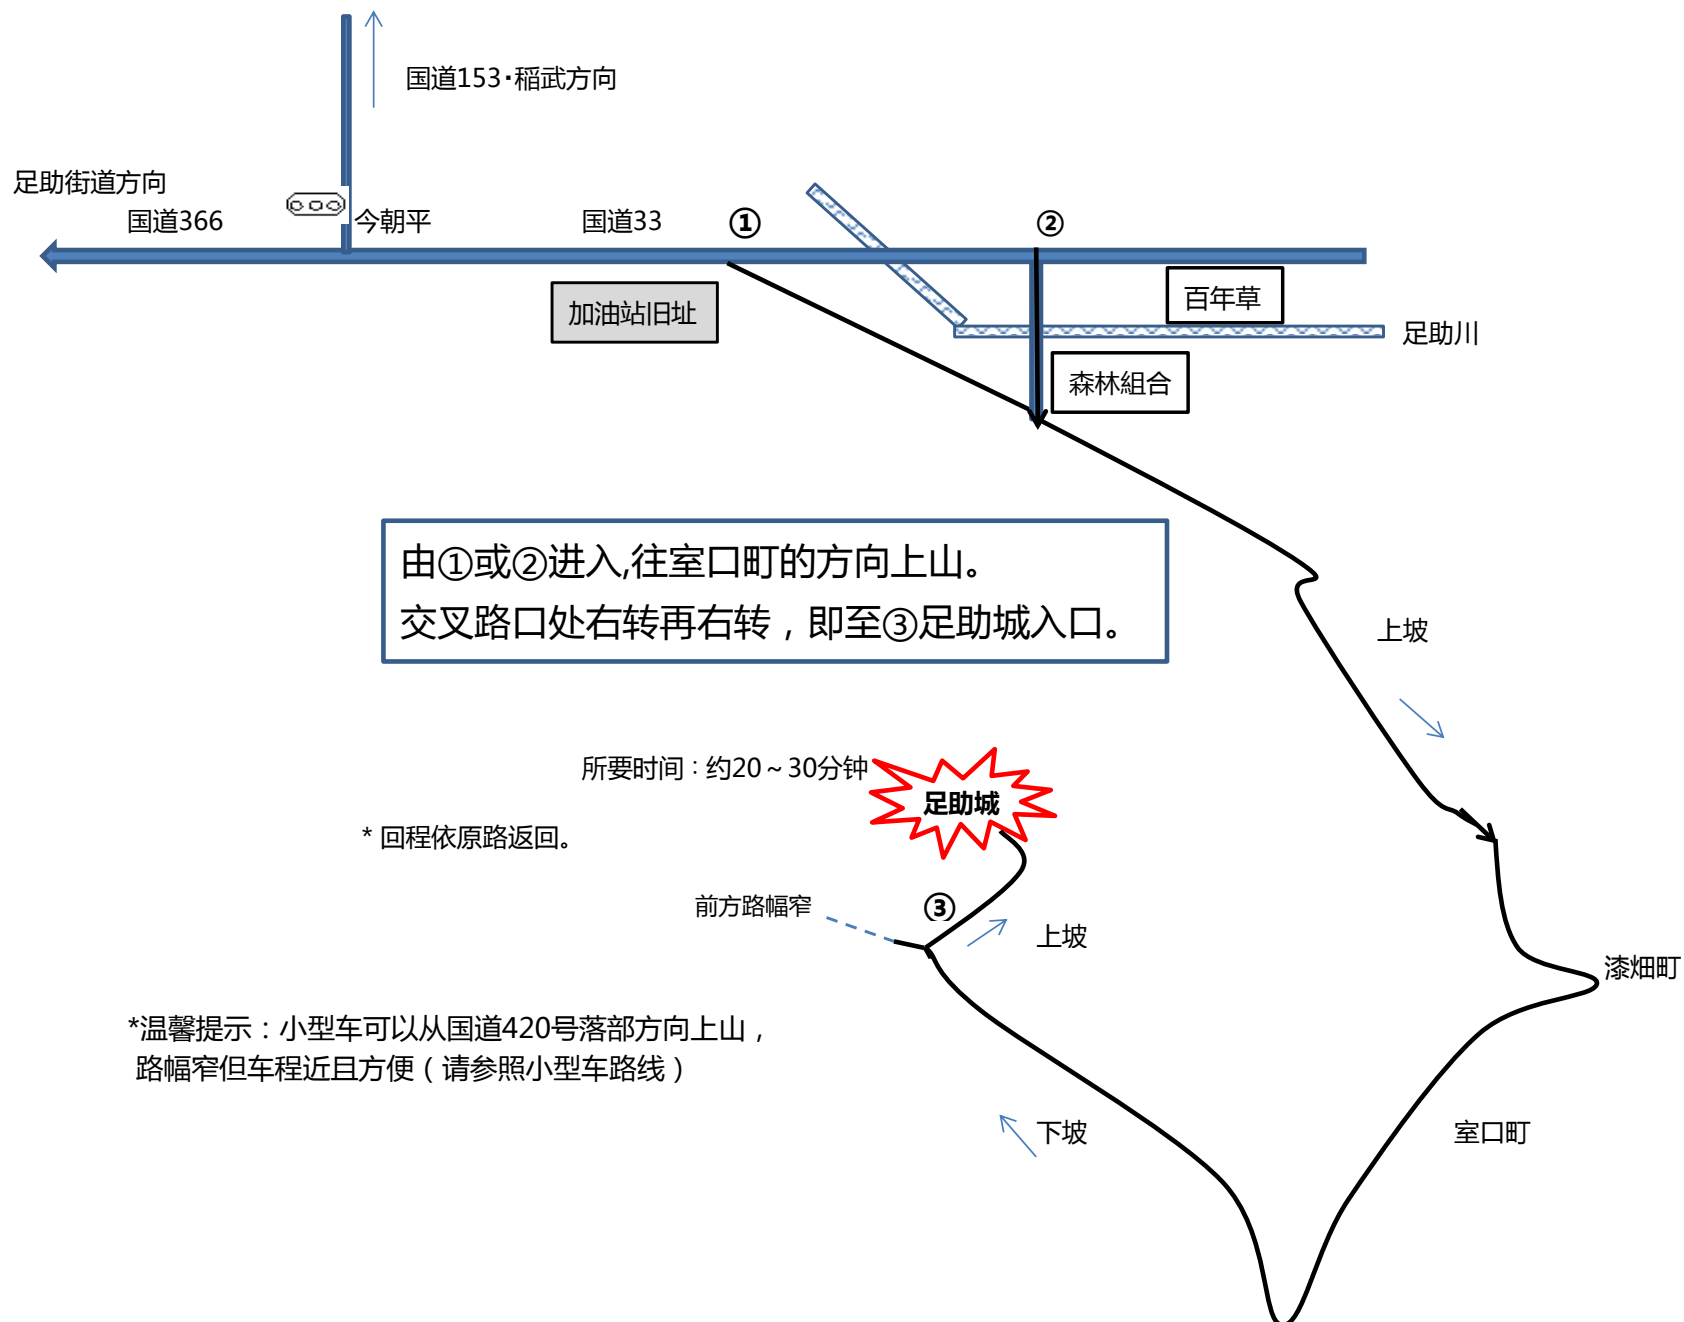 国道153・稲武方向
足助街道方向
国道366
今朝平
国道33
①
②
加油站旧址
百年草
足助川
森林組合
由①或②进入,往室口町的方向上山。
交叉路口处右转再右转，即至③足助城入口。
上坡
所要时间：约20～30分钟
足助城
* 回程依原路返回。
前方路幅窄
③
上坡
漆畑町
*温馨提示：小型车可以从国道420号落部方向上山，
路幅窄但车程近且方便（请参照小型车路线）
下坡
室口町